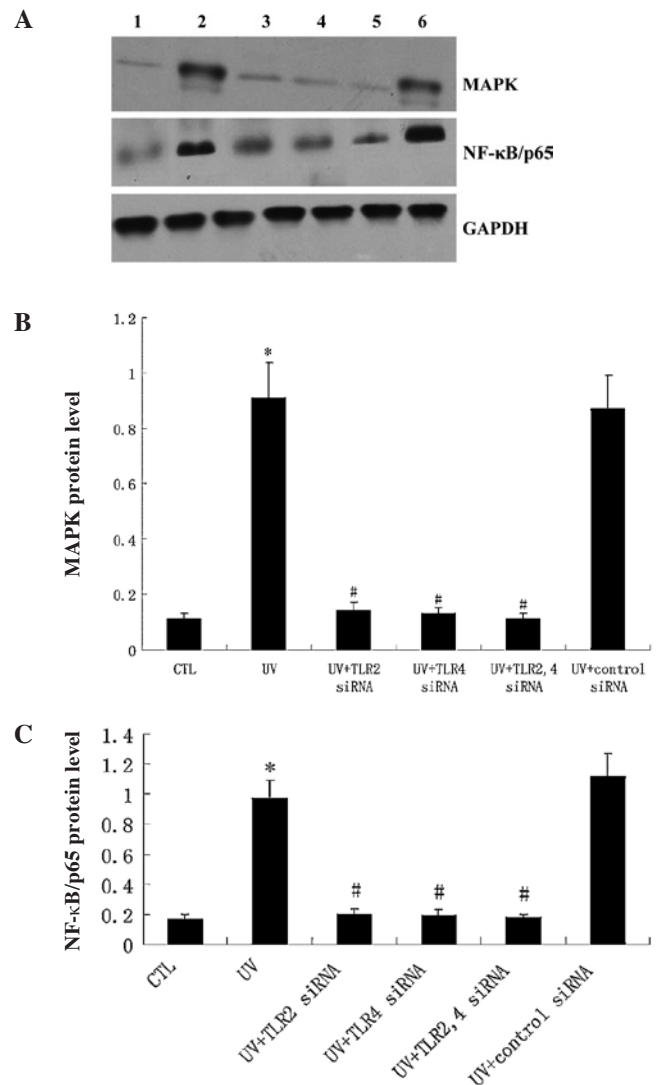 A
1 2 3 4 5 6
MAPK
NF-κB/p65
GAPDH
B
MAPK protein level
1.2
1
0.8
0.6
0.4
0.2
0
*
#
#
#
CTL
UV
UV+TLR2
siRNA
UV+TLR4
siRNA
UV+TLR2,4
siRNA
UV+control
siRNA
C
NF-κB/p65 protein level
1.4
1.2
1
0.8
0.6
0.4
0.2
0
*
#
#
#
CTL
UV
UV+TLR2 siRNA
UV+TLR4 siRNA
UV+TLR2,4 siRNA
UV+control siRNA